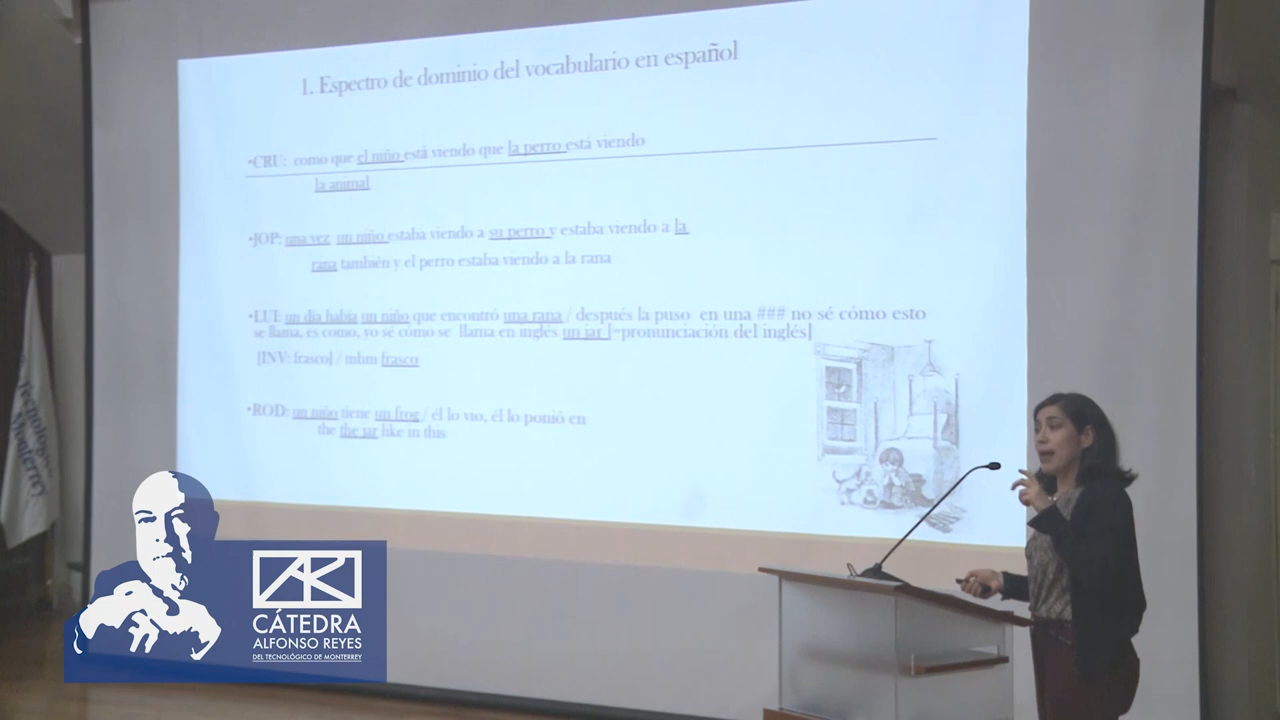 1. Espectro de dominio del vocabulario en español
•CRU: como que el niño está viendo que la perro está viendo
la animal
•JOP: una vez un niño estaba viendo a su perro y estaba viendo a la
rana también y el perro estaba viendo a la rana
•LUI: un día había un niño que encontró una rana / después la puso en una ### no sé cómo esto
se llama, es como, yo sé cómo se llama en inglés un jar [~pronunciación del inglés]
[INV: frasco] / mhm frasco
•ROD: un niño tiene un frog / él lo vio, él lo ponió en
the the jar like in this
Tecnológico
Monterrey
CÁTEDRA
ALFONSO REYES
DEL TECNOLÓGICO DE MONTERREY